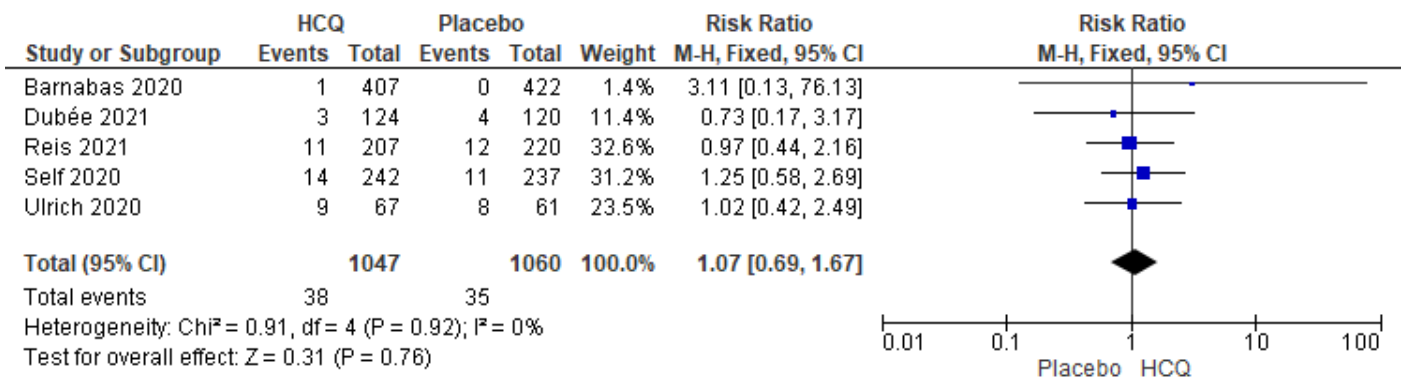 HCQ Placebo Risk Ratio Risk Ratio
Study or Subgroup Events Total Events Total Weight M-H, Fixed, 95% CI M-H, Fixed, 95% CI
Barnabas 2020 1 407 0 422 1.4% 3.11 [0.13, 76.13]
Dubée 2021 3 124 4 120 11.4% 0.73 [0.17, 3.17]
Reis 2021 11 207 12 220 32.6% 0.97 [0.44, 2.16]
Self 2020 14 242 11 237 31.2% 1.25 [0.58, 2.69]
Ulrich 2020 9 67 8 61 23.5% 1.02 [0.42, 2.49]
Total (95% CI) 1047 1060 100.0% 1.07 [0.69, 1.67]
Total events 38 35
Heterogeneity: Chi² = 0.91, df = 4 (P = 0.92); I² = 0%
Test for overall effect: Z = 0.31 (P = 0.76)
0.01 0.1 1 10 100
Placebo HCQ